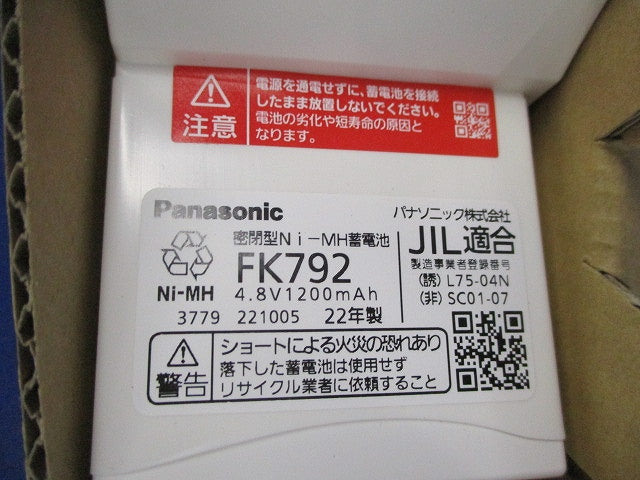 電源を通電せずに、蓄電池を接続
したまま放置しないでください。
電池の劣化や短寿命の原因と
なります。
注意
Panasonic
パナソニック株式会社
密閉型Ni-MH蓄電池
FK792
4.8V1200mAh
Ni-MH
3779 221005 22年製
JIL適合
製造事業者登録番号
(誘) L75-04N
(非) SC01-07
警告
ショートによる火災の恐れあり
落下した蓄電池は使用せず
リサイクル業者に依頼すること